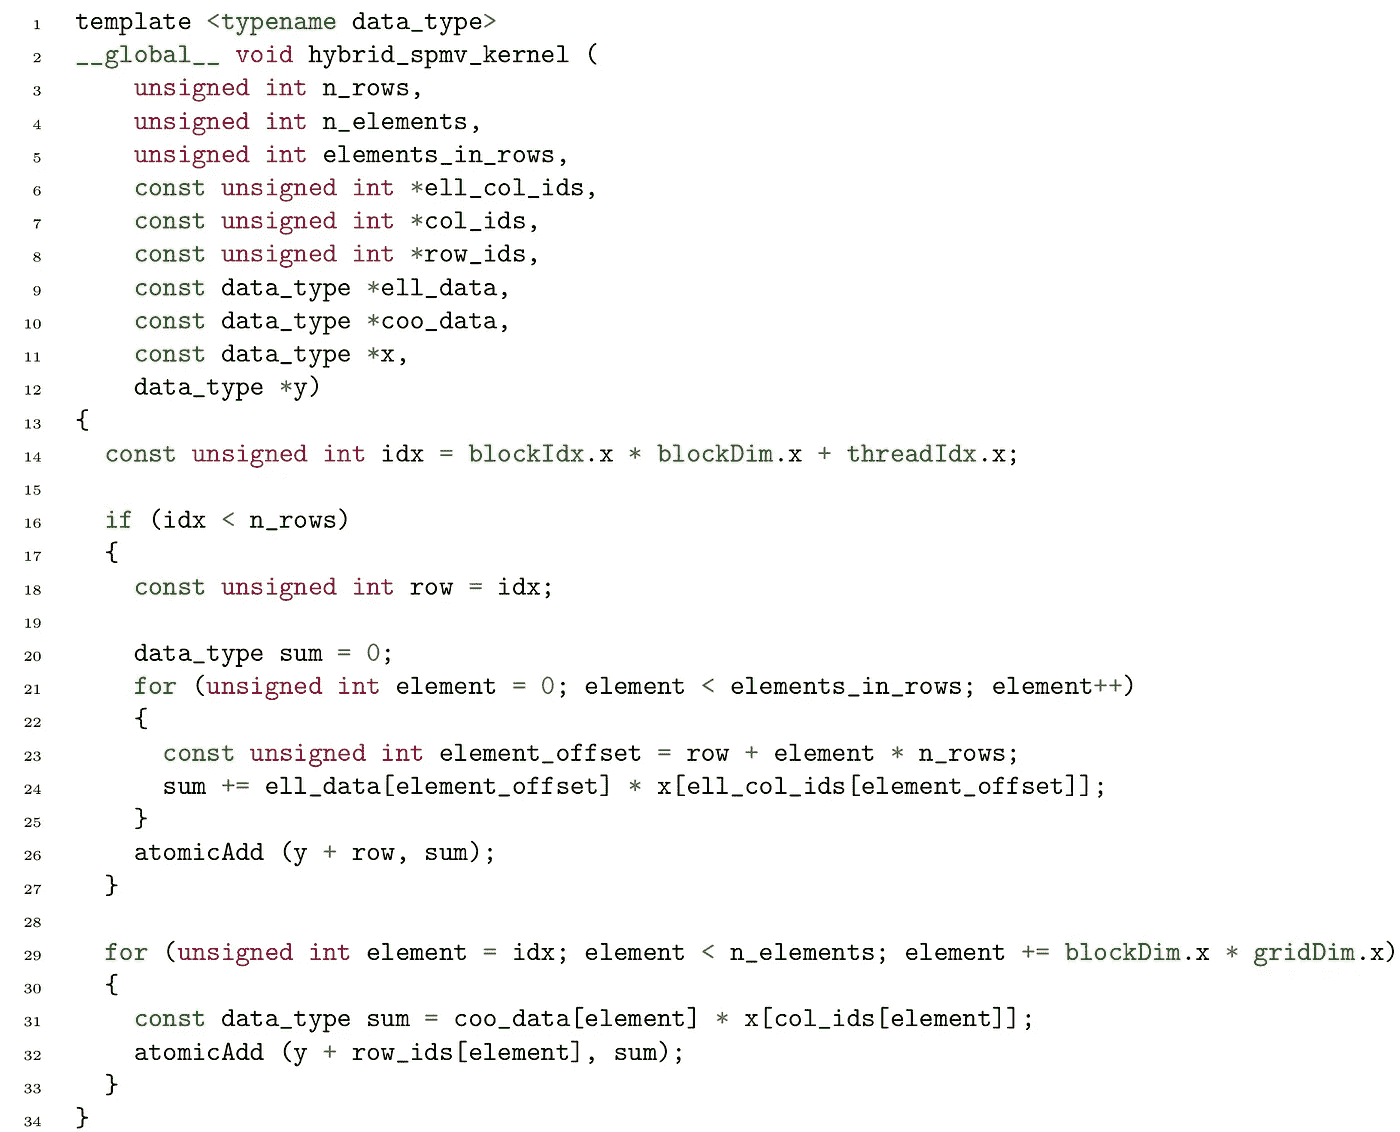 1 template <typename data_type>
2 __global__ void hybrid_spmv_kernel (
3 unsigned int n_rows,
4 unsigned int n_elements,
5 unsigned int elements_in_rows,
6 const unsigned int *ell_col_ids,
7 const unsigned int *col_ids,
8 const unsigned int *row_ids,
9 const data_type *ell_data,
10 const data_type *coo_data,
11 const data_type *x,
12 data_type *y)
13 {
14 const unsigned int idx = blockIdx.x * blockDim.x + threadIdx.x;
15
16 if (idx < n_rows)
17 {
18 const unsigned int row = idx;
19
20 data_type sum = 0;
21 for (unsigned int element = 0; element < elements_in_rows; element++)
22 {
23 const unsigned int element_offset = row + element * n_rows;
24 sum += ell_data[element_offset] * x[ell_col_ids[element_offset]];
25 }
26 atomicAdd (y + row, sum);
27 }
28
29 for (unsigned int element = idx; element < n_elements; element += blockDim.x * gridDim.x)
30 {
31 const data_type sum = coo_data[element] * x[col_ids[element]];
32 atomicAdd (y + row_ids[element], sum);
33 }
34 }